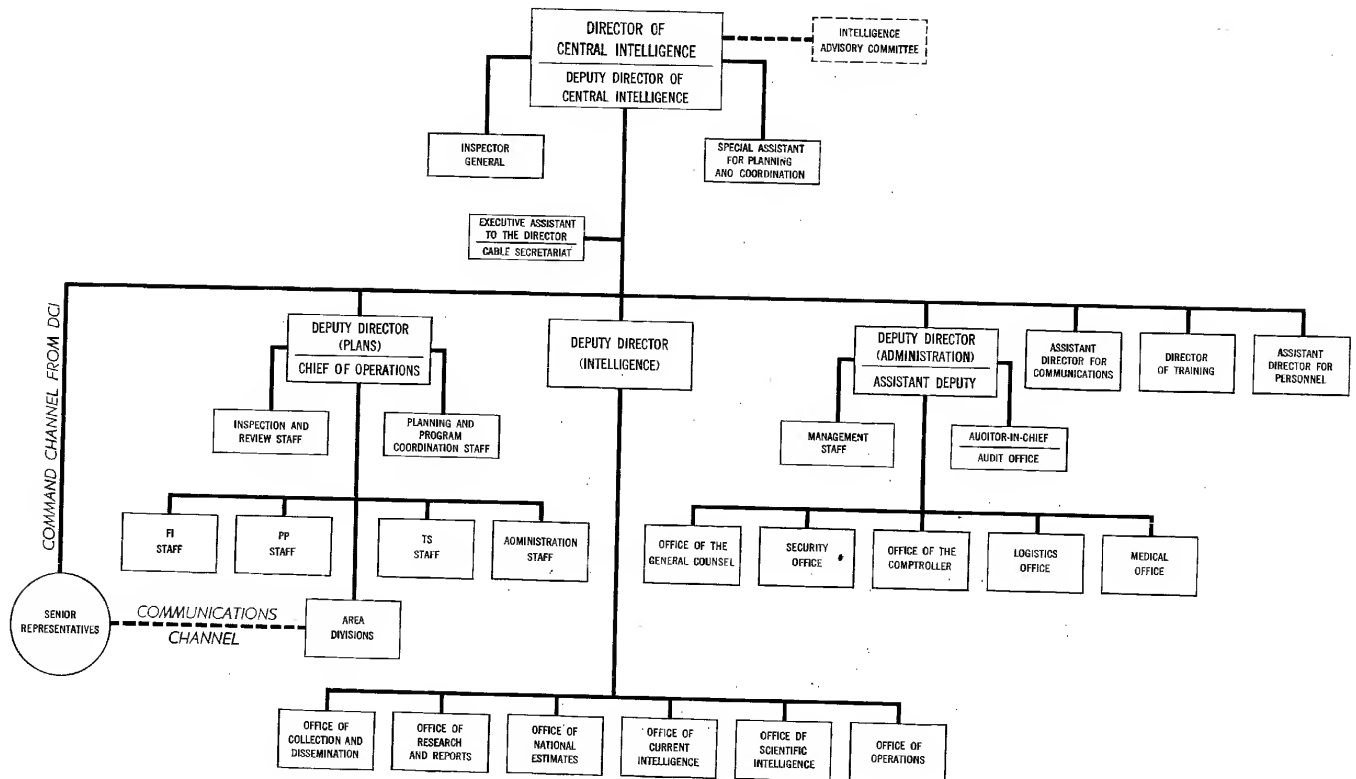 DIRECTOR OF
CENTRAL INTELLIGENCE
DEPUTY DIRECTOR OF
CENTRAL INTELLIGENCE
INTELLIGENCE
ADVISORY COMMITTEE
INSPECTOR
GENERAL
SPECIAL ASSISTANT
FOR PLANNING
AND COORDINATION
EXECUTIVE ASSISTANT
TO THE DIRECTOR
CABLE SECRETARIAT
COMMAND CHANNEL FROM DCI
DEPUTY DIRECTOR
(PLANS)
CHIEF OF OPERATIONS
DEPUTY DIRECTOR
(INTELLIGENCE)
DEPUTY DIRECTOR
(ADMINISTRATION)
ASSISTANT DEPUTY
ASSISTANT
DIRECTOR FOR
COMMUNICATIONS
DIRECTOR
OF TRAINING
ASSISTANT
DIRECTOR FOR
PERSONNEL
INSPECTION AND
REVIEW STAFF
PLANNING AND
PROGRAM
COORDINATION STAFF
MANAGEMENT
STAFF
AUDITOR-IN-CHIEF
AUDIT OFFICE
FI
STAFF
PP
STAFF
TS
STAFF
ADMINISTRATION
STAFF
OFFICE OF THE
GENERAL COUNSEL
SECURITY
OFFICE
OFFICE OF THE
COMPTROLLER
LOGISTICS
OFFICE
MEDICAL
OFFICE
SENIOR
REPRESENTATIVES
COMMUNICATIONS
CHANNEL
AREA
DIVISIONS
OFFICE OF
COLLECTION AND
DISSEMINATION
OFFICE OF
RESEARCH
AND REPORTS
OFFICE OF
NATIONAL
ESTIMATES
OFFICE OF
CURRENT
INTELLIGENCE
OFFICE OF
SCIENTIFIC
INTELLIGENCE
OFFICE OF
OPERATIONS